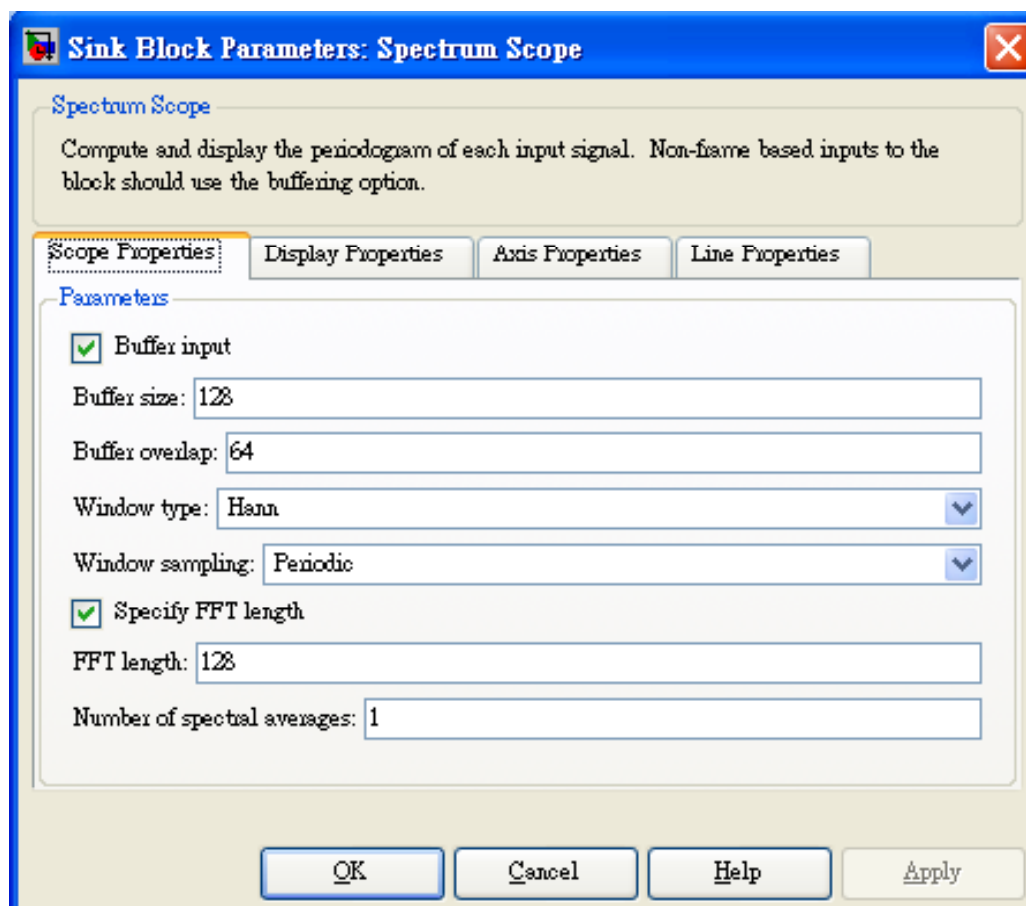 Sink Block Parameters: Spectrum Scope
Spectrum Scope
Compute and display the periodogram of each input signal.  Non-frame based inputs to the
block should use the buffering option.
Scope Properties
Display Properties
Axis Properties
Line Properties
Parameters
Buffer input
Buffer size: 128
Buffer overlap: 64
Window type: Hann
Window sampling: Periodic
Specify FFT length
FFT length: 128
Number of spectral averages: 1
OK
Cancel
Help
Apply